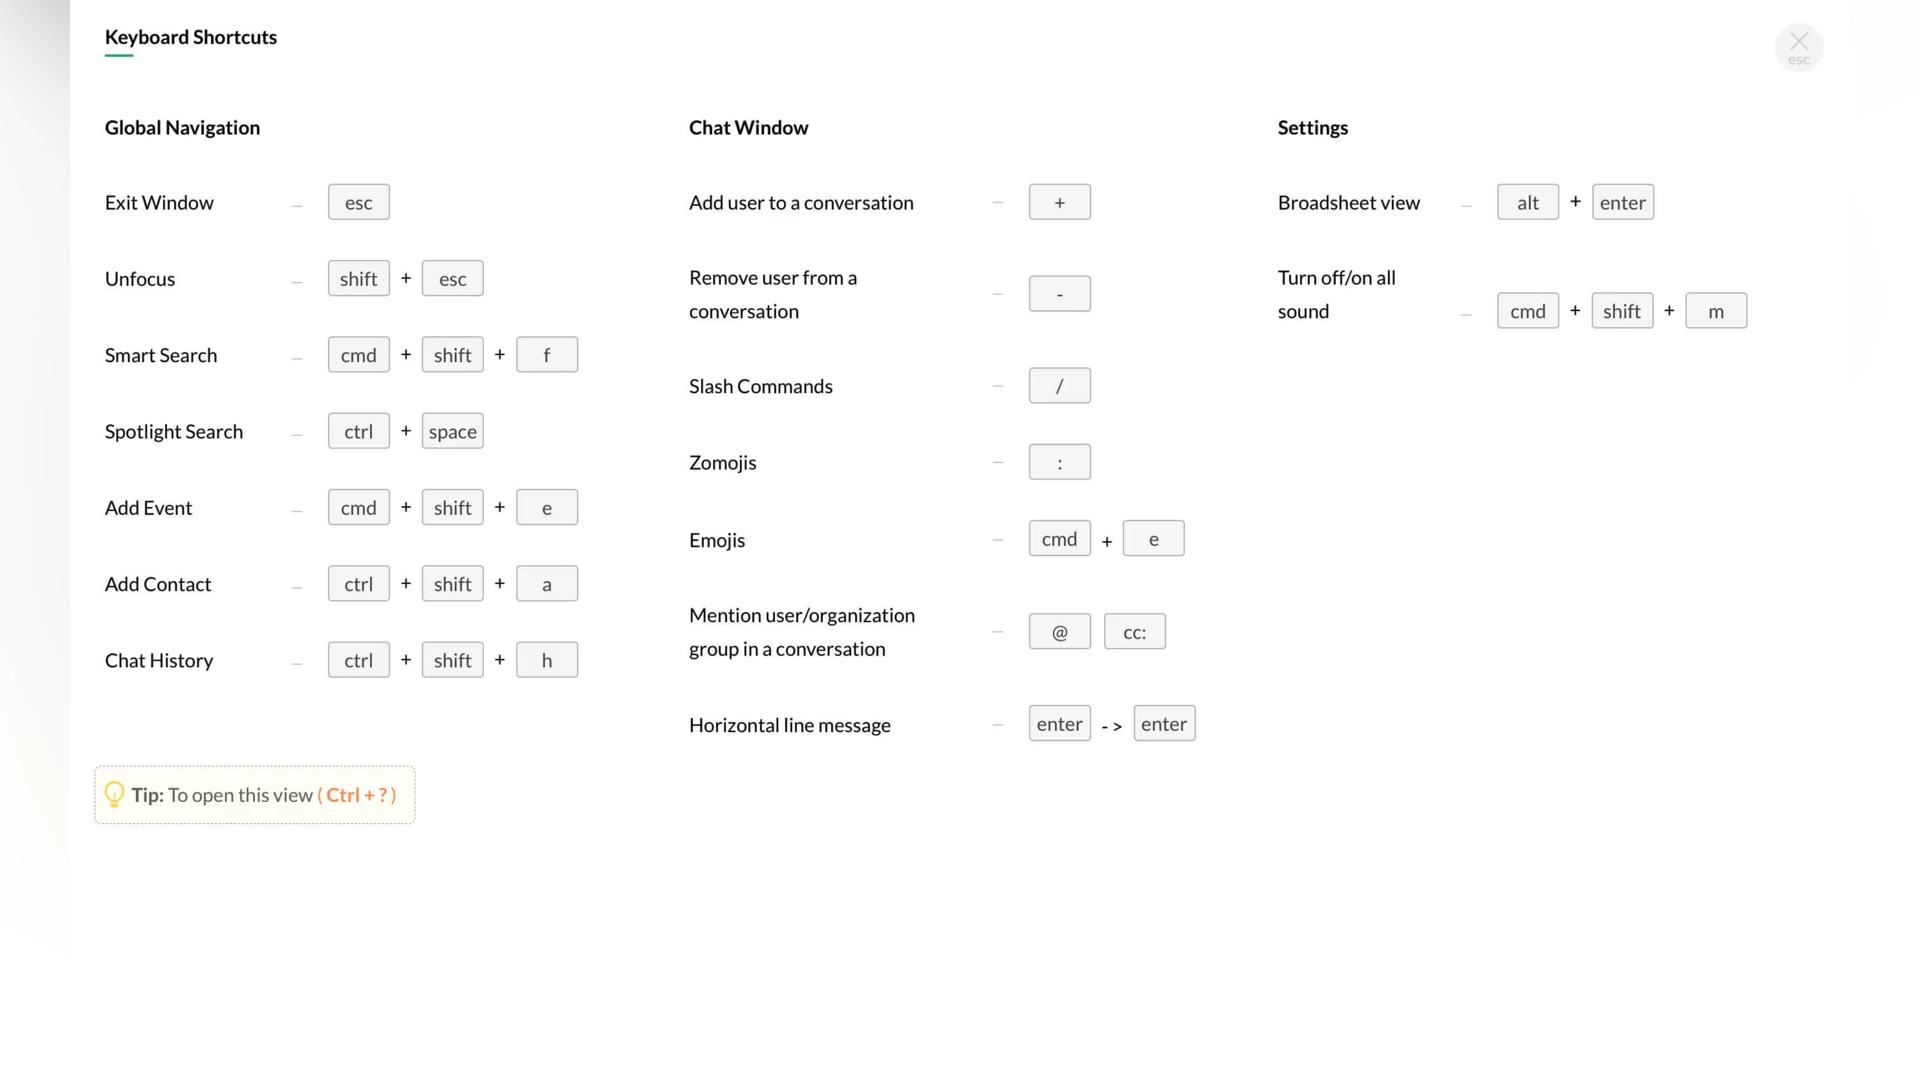 Keyboard Shortcuts
esc
Global Navigation
Exit Window – esc
Unfocus – shift + esc
Smart Search – cmd + shift + f
Spotlight Search – ctrl + space
Add Event – cmd + shift + e
Add Contact – ctrl + shift + a
Chat History – ctrl + shift + h
Tip: To open this view ( Ctrl + ? )
Chat Window
Add user to a conversation – +
Remove user from a
conversation – -
Slash Commands – /
Zomojis – :
Emojis – cmd + e
Mention user/organization
group in a conversation – @ cc:
Horizontal line message – enter - > enter
Settings
Broadsheet view – alt + enter
Turn off/on all
sound – cmd + shift + m